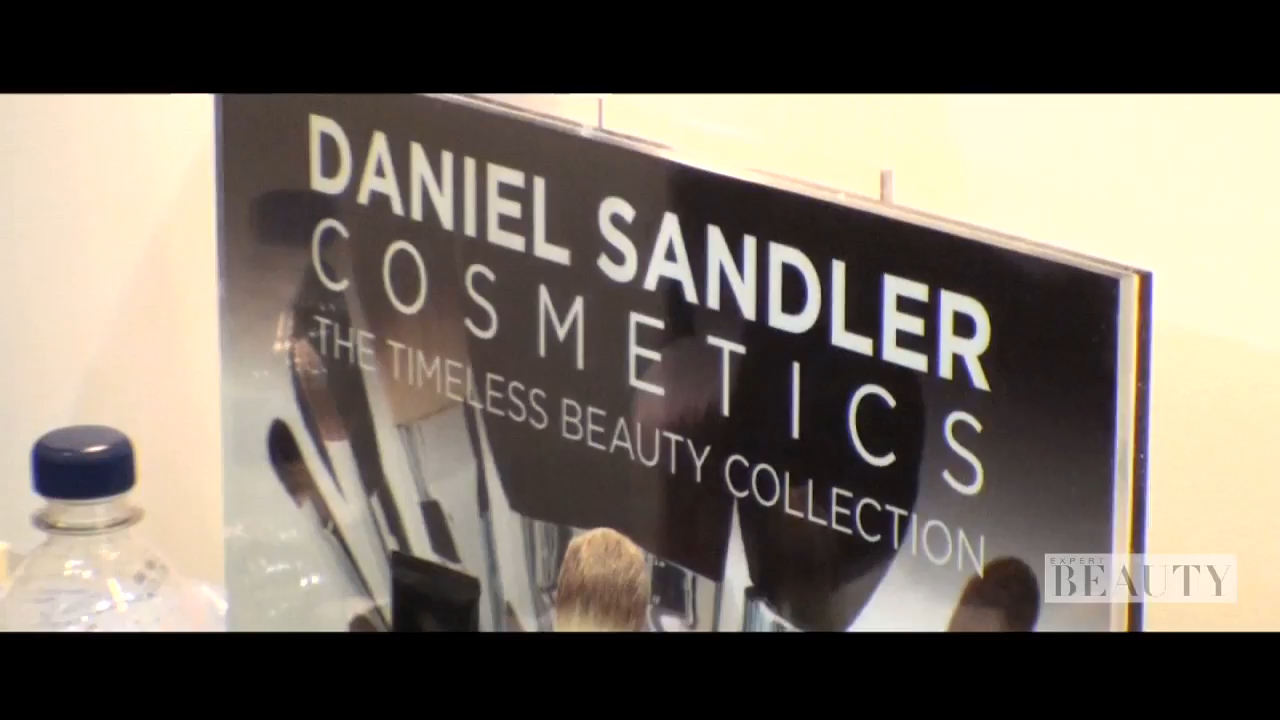 DANIEL SANDLER
COSMETICS
THE TIMELESS BEAUTY COLLECTION
EXPERT
BEAUTY